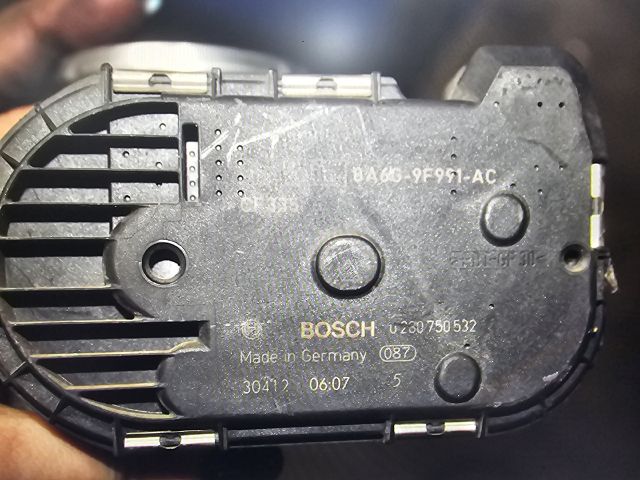 8A6G-9F991-AC
BOSCH 0 280 750 532
Made in Germany 087
30412 06:07 5